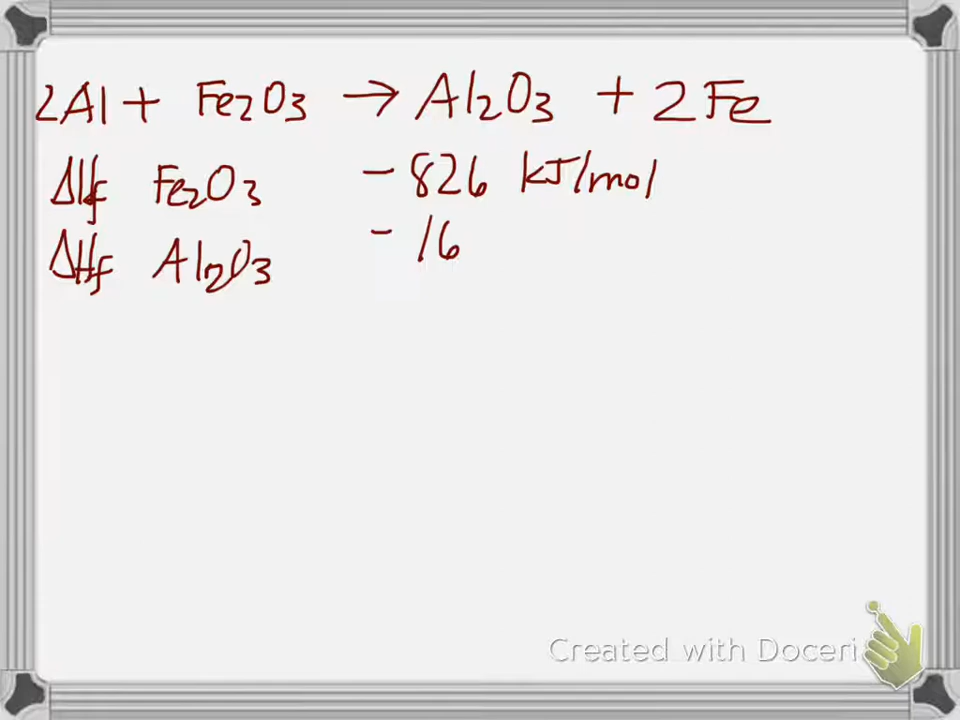 2Al + Fe2O3 → Al2O3 + 2Fe
ΔHf Fe2O3 - 826 kJ/mol
ΔHf Al2O3 - 16
Created with Doceri